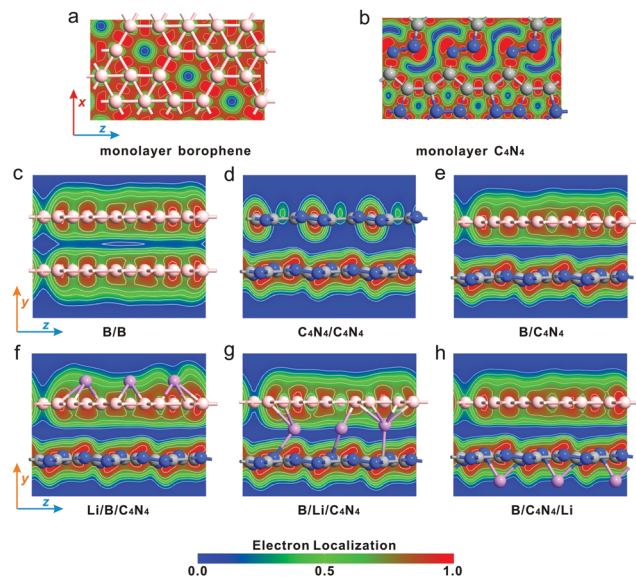 a
b
x
z
monolayer borophene
monolayer C₄N₄
c
d
e
y
z
B/B
C₄N₄/C₄N₄
B/C₄N₄
f
g
h
y
z
Li/B/C₄N₄
B/Li/C₄N₄
B/C₄N₄/Li
Electron Localization
0.0
0.5
1.0